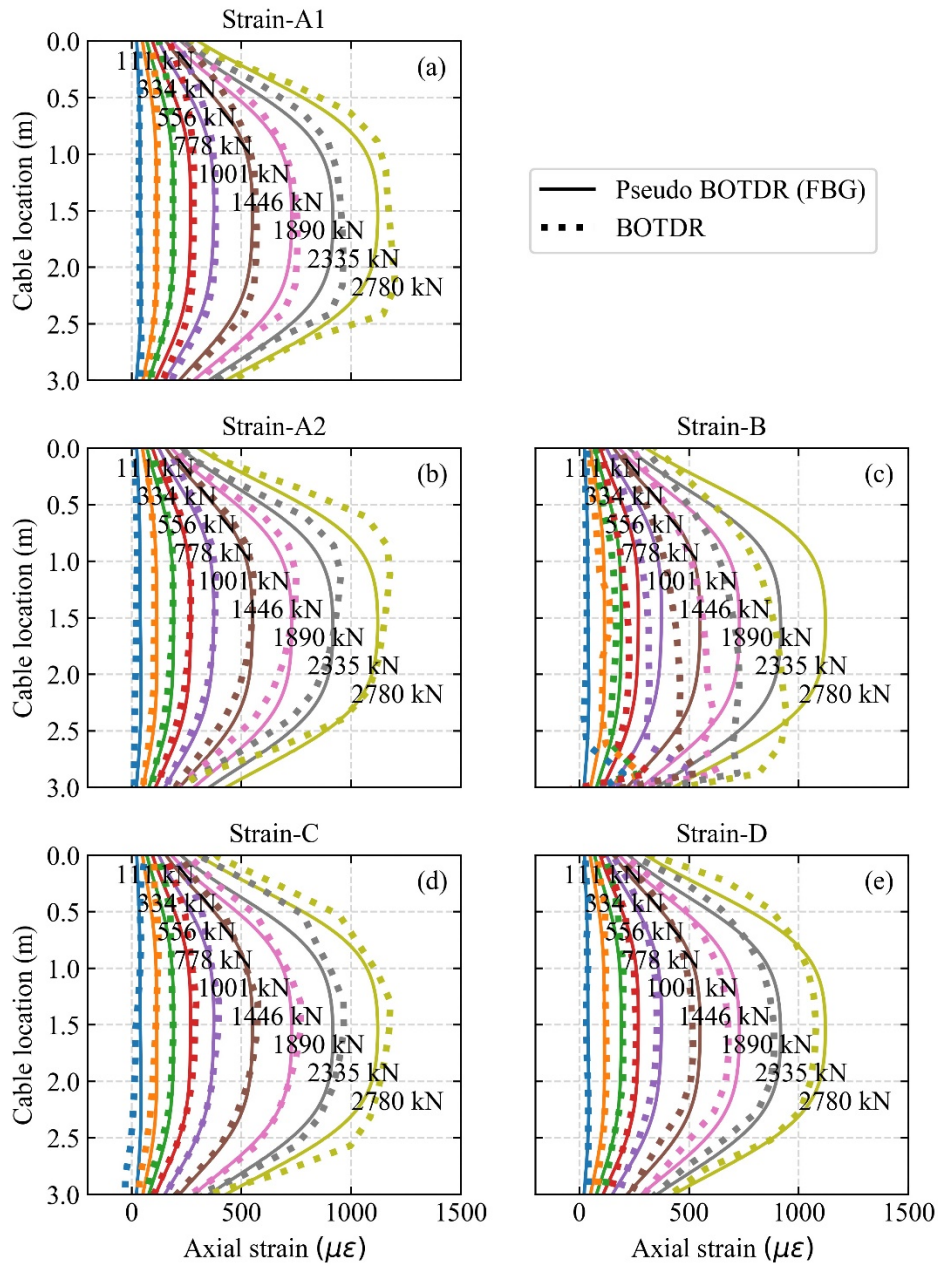 Strain-A1
0.0
0.5
1.0
1.5
2.0
2.5
3.0
Cable location (m)
(a)
111 kN
334 kN
556 kN
778 kN
1001 kN
1446 kN
1890 kN
2335 kN
2780 kN
0
500
1000
1500
Pseudo BOTDR (FBG)
BOTDR
Strain-A2
0.0
0.5
1.0
1.5
2.0
2.5
3.0
Cable location (m)
(b)
111 kN
334 kN
556 kN
778 kN
1001 kN
1446 kN
1890 kN
2335 kN
2780 kN
Strain-B
(c)
111 kN
334 kN
556 kN
778 kN
1001 kN
1446 kN
1890 kN
2335 kN
2780 kN
0
500
1000
1500
Strain-C
0.0
0.5
1.0
1.5
2.0
2.5
3.0
Cable location (m)
(d)
111 kN
334 kN
556 kN
778 kN
1001 kN
1446 kN
1890 kN
2335 kN
2780 kN
0
500
1000
1500
Axial strain (με)
Strain-D
(e)
111 kN
334 kN
556 kN
778 kN
1001 kN
1446 kN
1890 kN
2335 kN
2780 kN
0
500
1000
1500
Axial strain (με)